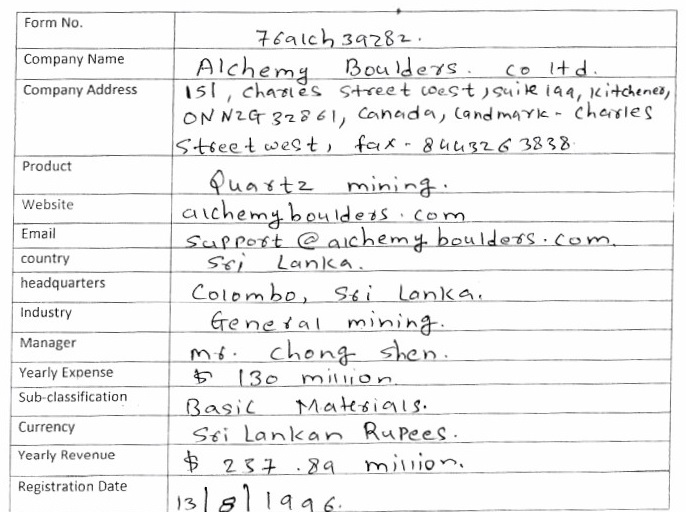 Form No. 76alch39282.
Company Name Alchemy Boulders. co ltd.
Company Address 151, Charles Street west, suite 199, Kitchener,
ONN2G 32861, Canada, Landmark - Charles
Street west, fax - 8443263838.
Product Quartz mining.
Website alchemyboulders.com
Email support@alchemyboulders.com.
country Sri Lanka.
headquarters Colombo, Sri Lanka.
Industry General mining.
Manager mr. Chong shen.
Yearly Expense $ 130 million
Sub-classification Basic Materials.
Currency Sri Lankan Rupees.
Yearly Revenue $ 237.89 million.
Registration Date 13/8/1996.